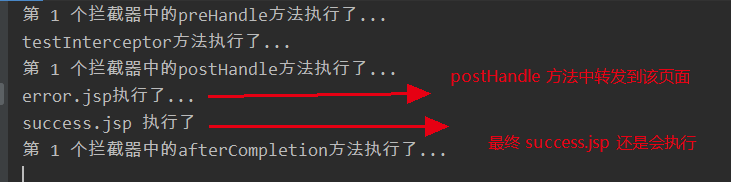 第 1 个拦截器中的preHandle方法执行了...
testInterceptor方法执行了...
第 1 个拦截器中的postHandle方法执行了...
postHandle 方法中转发到该页面
error.jsp执行了...
success.jsp 执行了
最终 success.jsp 还是会执行
第 1 个拦截器中的afterCompletion方法执行了...